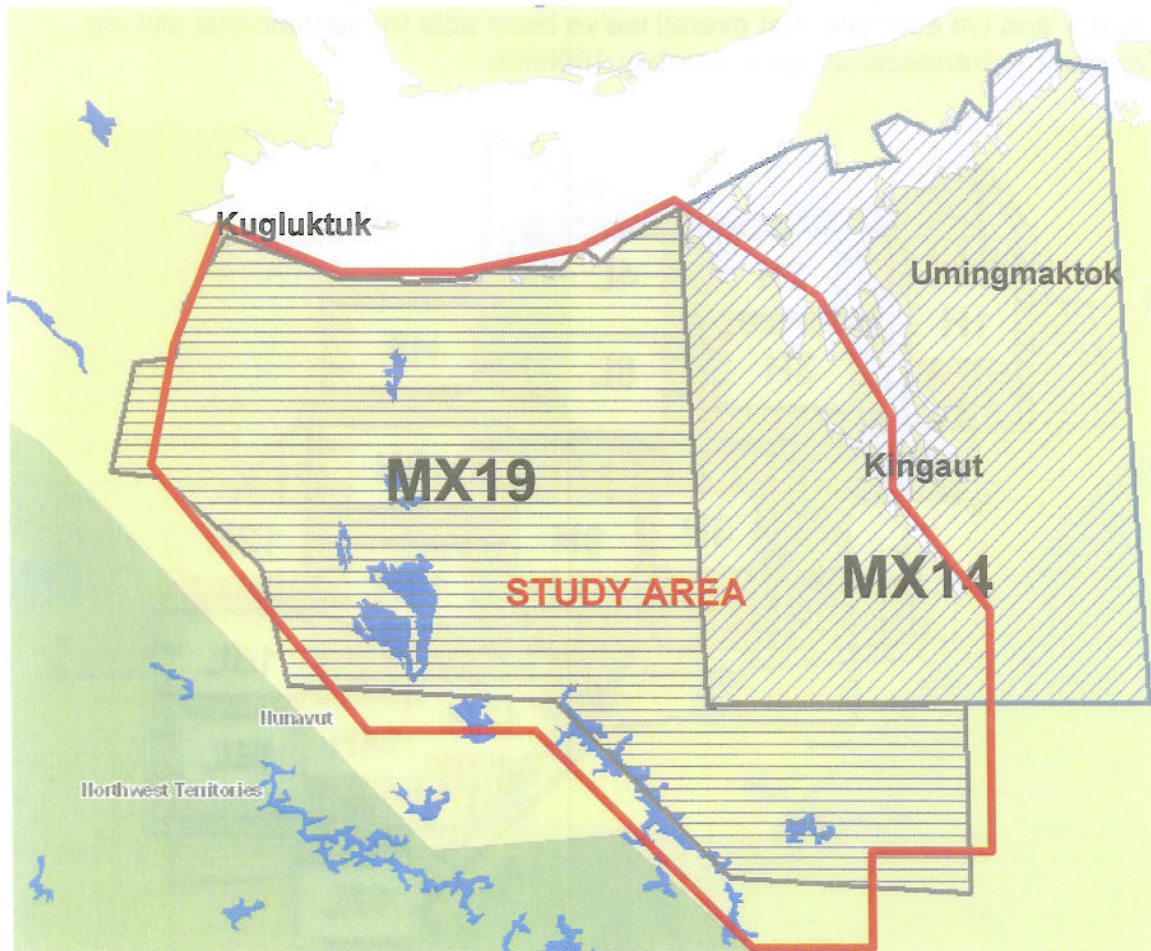 Kugluktuk
Umingmaktok
MX19
Kingaut
STUDY AREA
MX14
Nunavut
Northwest Territories